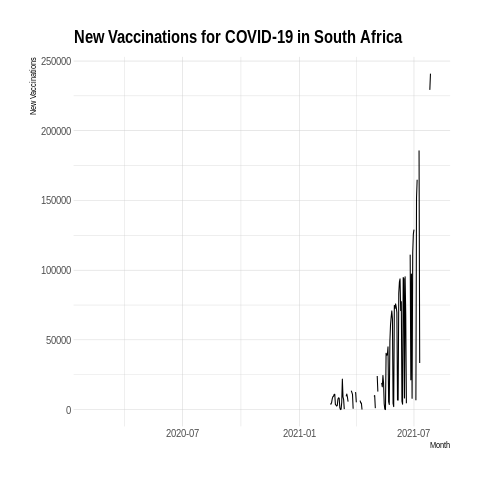 New Vaccinations for COVID-19 in South Africa
New Vaccinations
250000
200000
150000
100000
50000
0
2020-07 2021-01 2021-07
Month